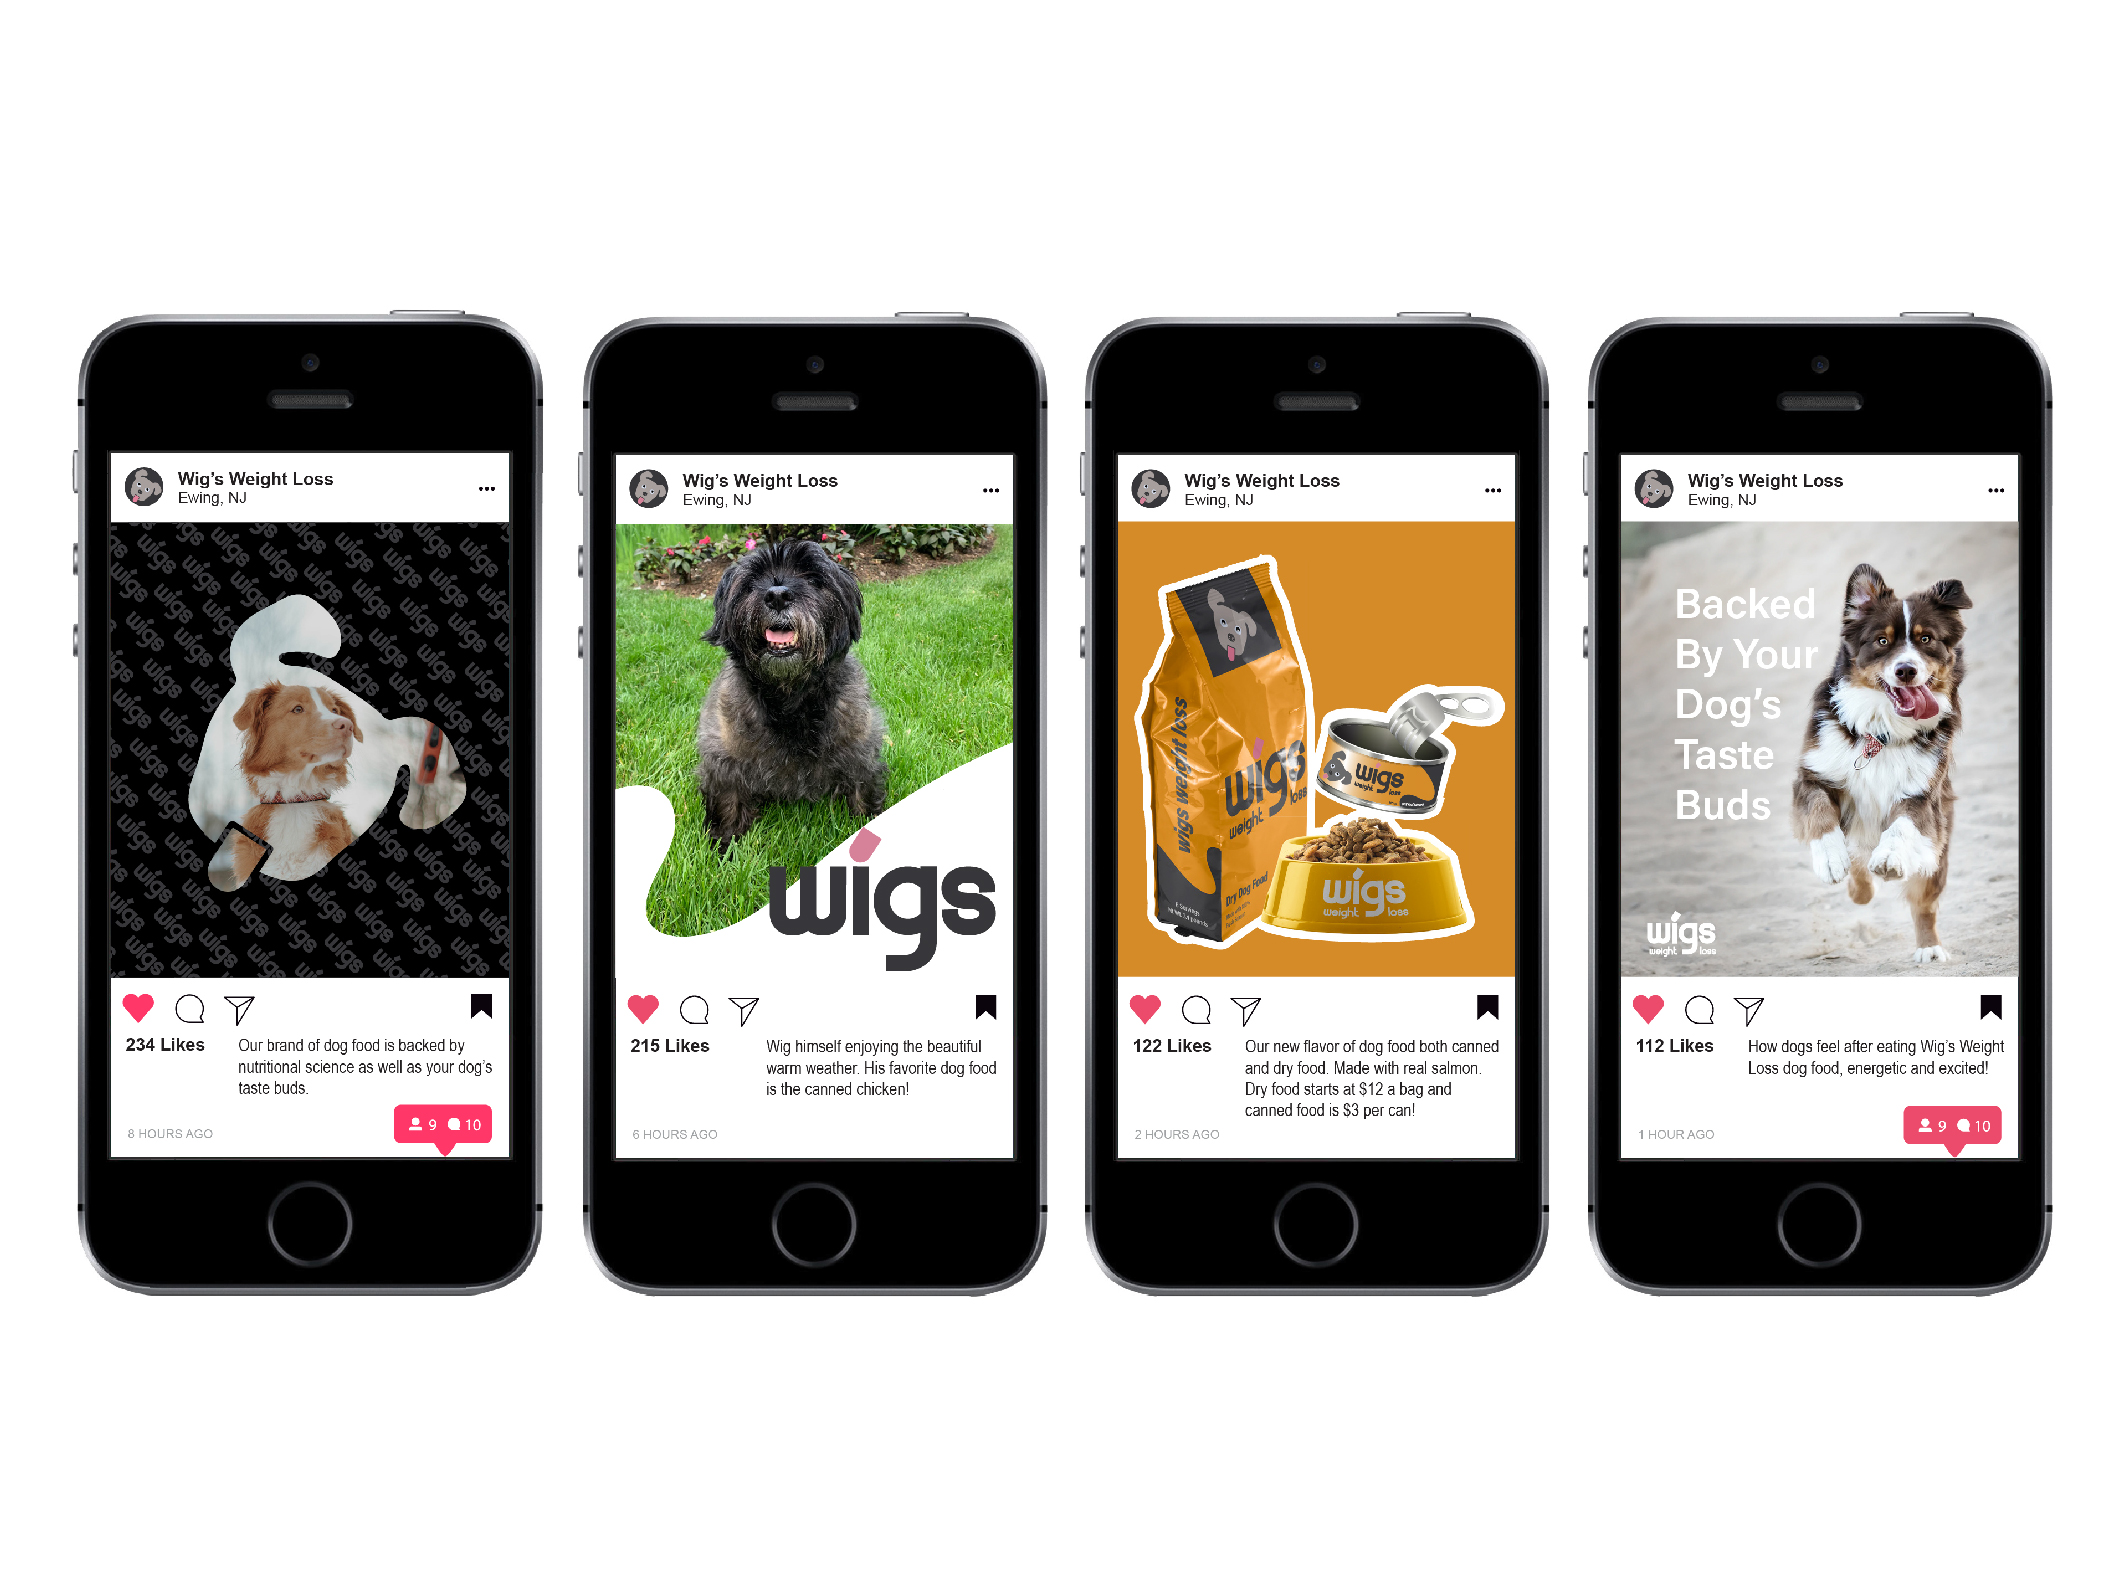 Wig's Weight Loss
Ewing, NJ
wigs
234 Likes
Our brand of dog food is backed by
nutritional science as well as your dog's
taste buds.
8 HOURS AGO
9 10
Wig's Weight Loss
Ewing, NJ
wigs
215 Likes
Wig himself enjoying the beautiful
warm weather. His favorite dog food
is the canned chicken!
6 HOURS AGO
Wig's Weight Loss
Ewing, NJ
wigs weight loss
wigs
weight loss
Dry Dog Food
wigs
weight loss
wigs
weight loss
122 Likes
Our new flavor of dog food both canned
and dry food. Made with real salmon.
Dry food starts at $12 a bag and
canned food is $3 per can!
2 HOURS AGO
Wig's Weight Loss
Ewing, NJ
Backed
By Your
Dog's
Taste
Buds
wigs
weight loss
112 Likes
How dogs feel after eating Wig's Weight
Loss dog food, energetic and excited!
1 HOUR AGO
9 10